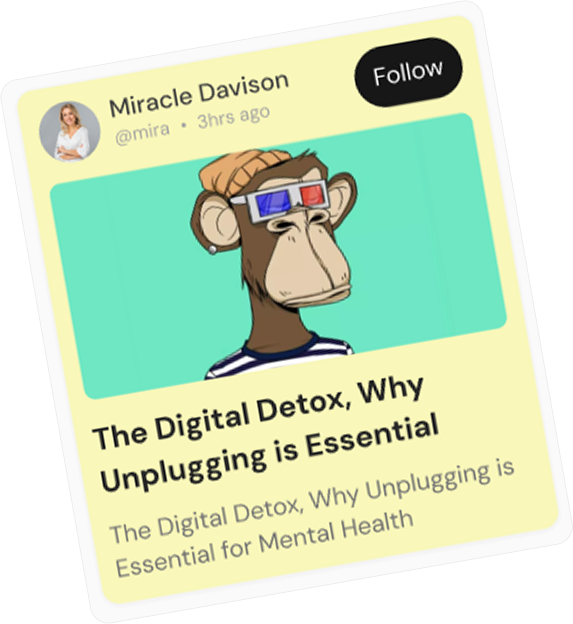 Miracle Davison
@mira • 3hrs ago
Follow
The Digital Detox, Why
Unplugging is Essential
The Digital Detox, Why Unplugging is
Essential for Mental Health